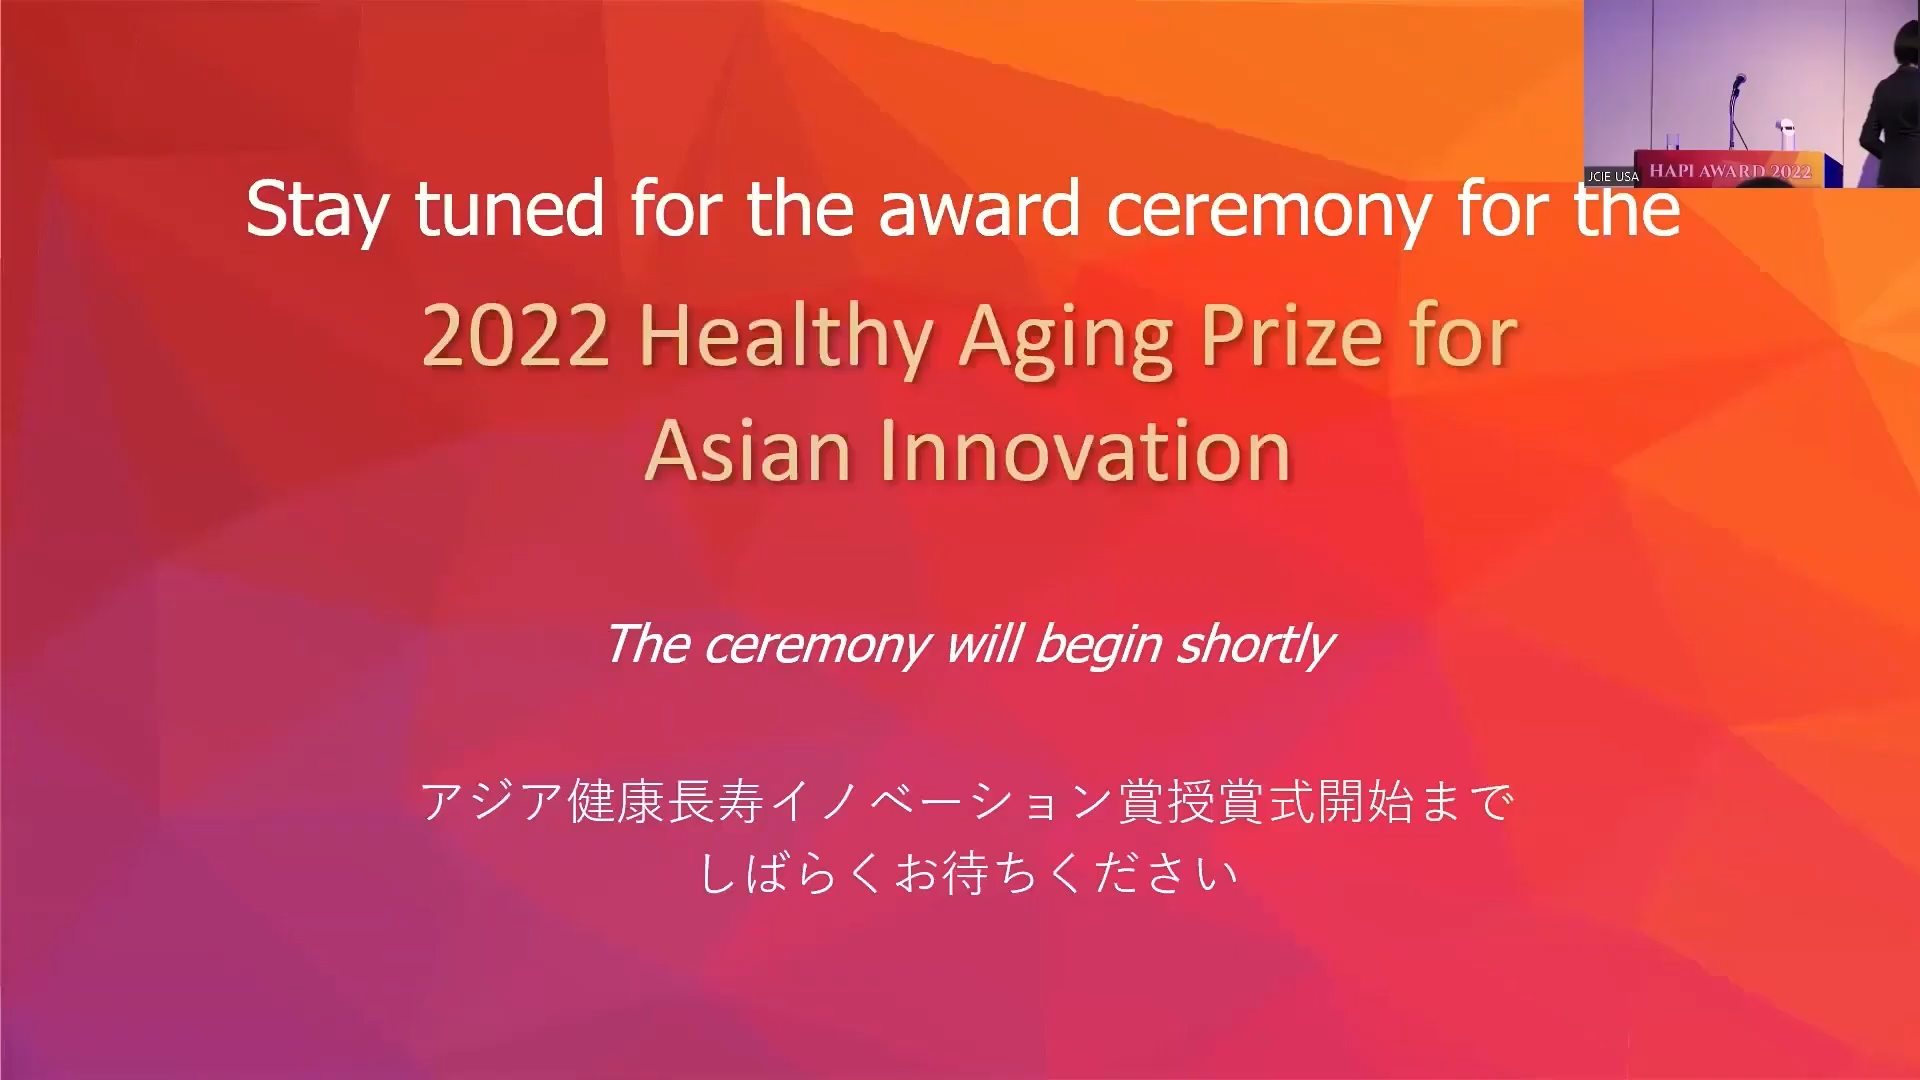 JCIE USA
HAPI AWARD 2022
Stay tuned for the award ceremony for the
2022 Healthy Aging Prize for
Asian Innovation
The ceremony will begin shortly
アジア健康長寿イノベーション賞授賞式開始まで
しばらくお待ちください